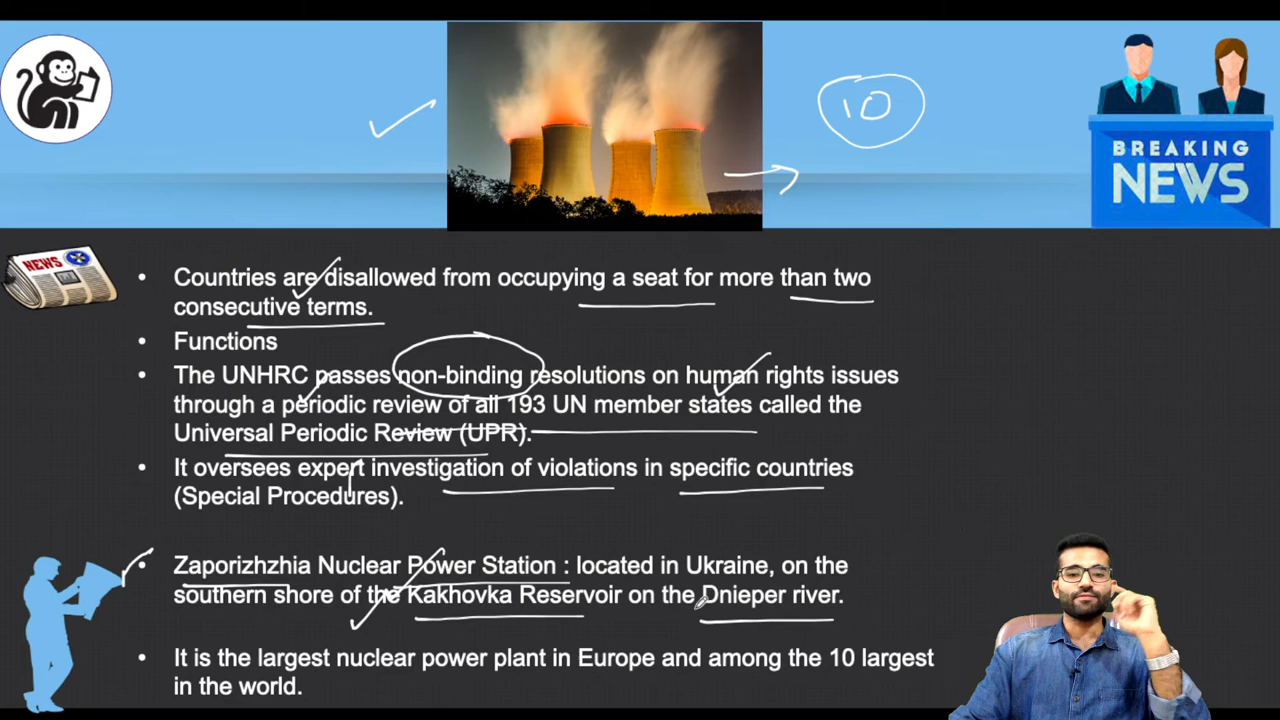 10
BREAKING
NEWS
NEWS
• Countries are disallowed from occupying a seat for more than two
consecutive terms.
• Functions
• The UNHRC passes non-binding resolutions on human rights issues
through a periodic review of all 193 UN member states called the
Universal Periodic Review (UPR).
• It oversees expert investigation of violations in specific countries
(Special Procedures).
• Zaporizhzhia Nuclear Power Station : located in Ukraine, on the
southern shore of the Kakhovka Reservoir on the Dnieper river.
• It is the largest nuclear power plant in Europe and among the 10 largest
in the world.